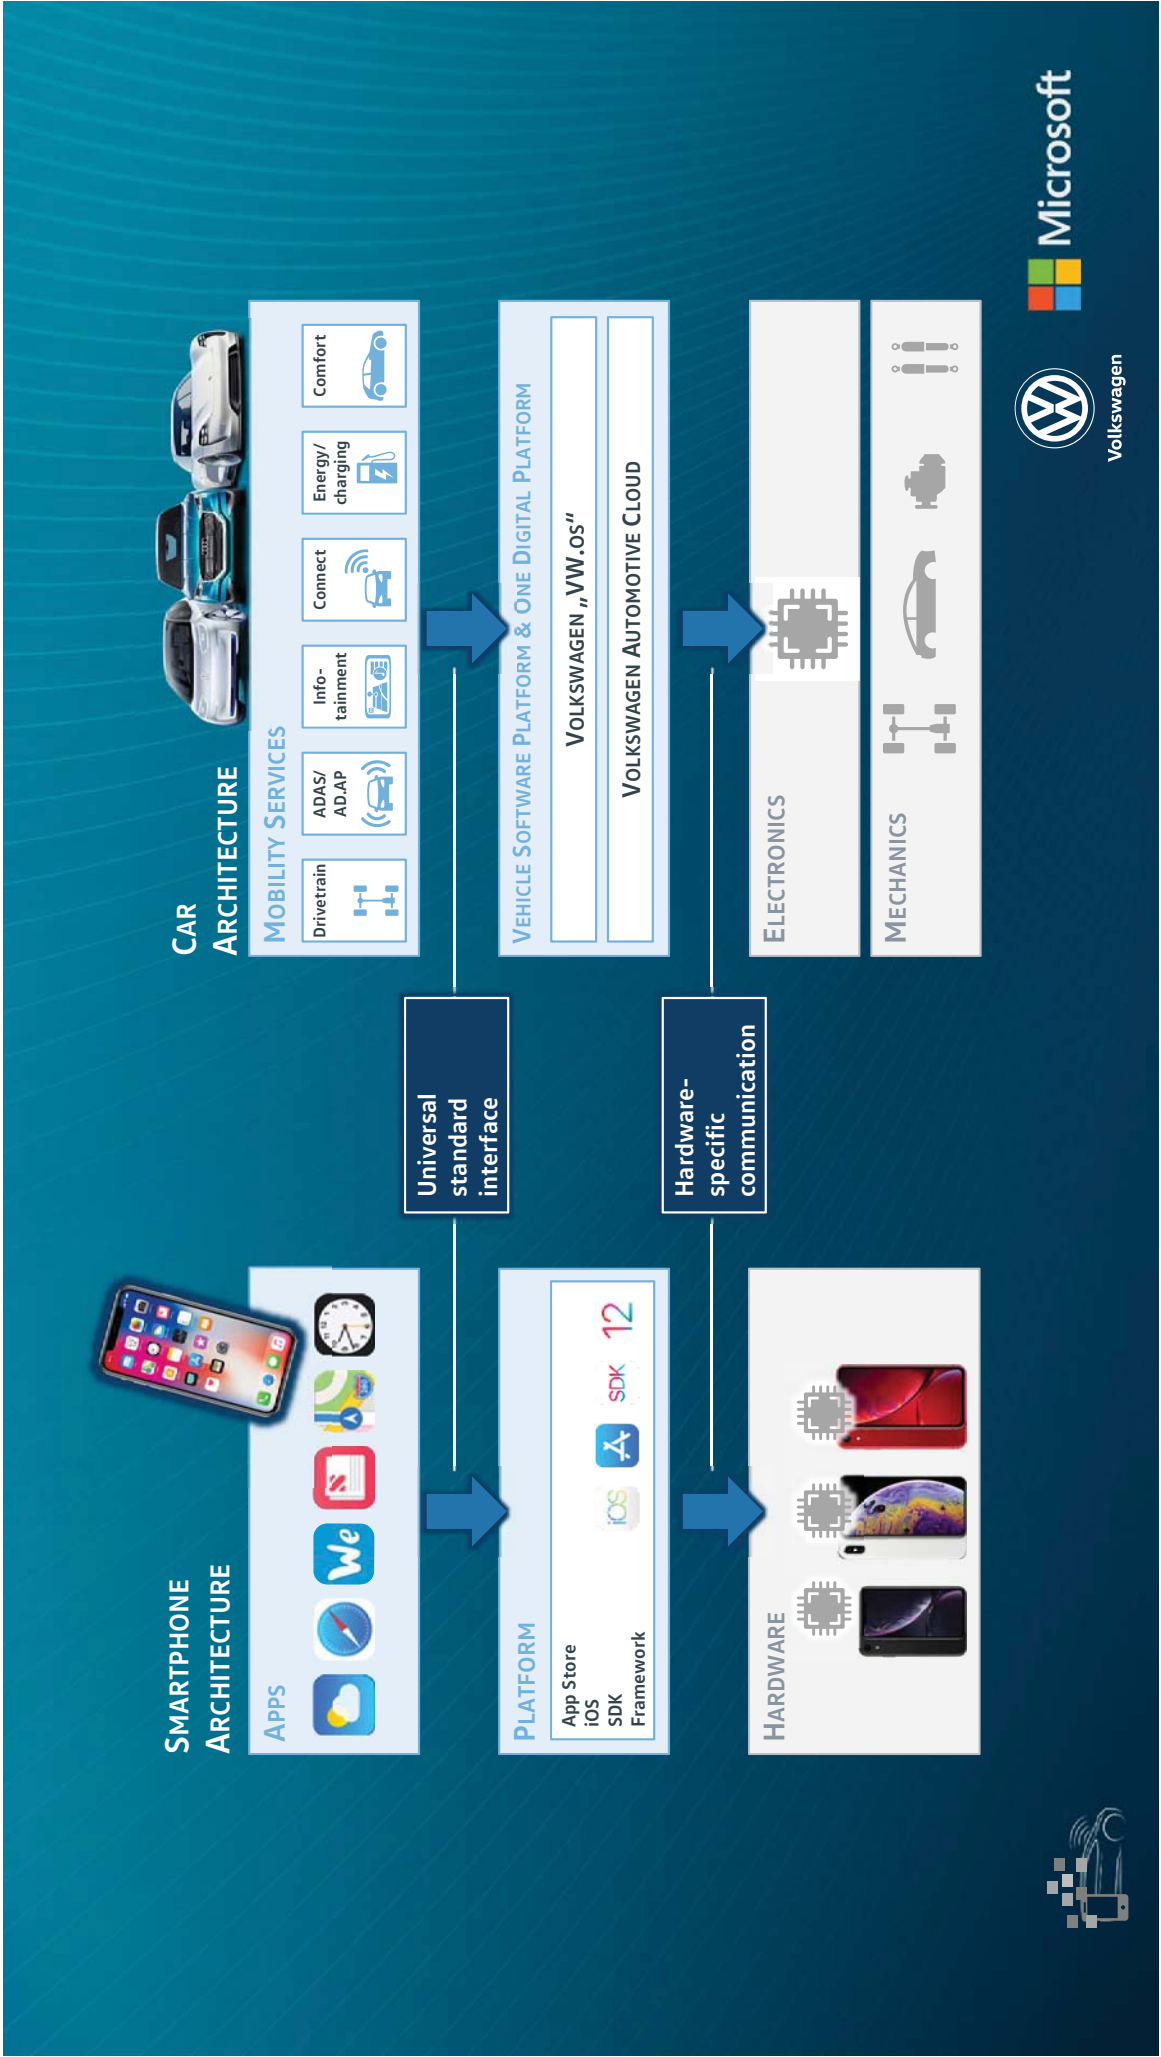 SMARTPHONE
ARCHITECTURE
APPS
We
PLATFORM
App Store
iOS
SDK
Framework
iOS
SDK
12
HARDWARE
Universal
standard
interface
Hardware-
specific
communication
CAR
ARCHITECTURE
MOBILITY SERVICES
Drivetrain
ADAS/
AD.AP
Info-
tainment
Connect
Energy/
charging
Comfort
VEHICLE SOFTWARE PLATFORM & ONE DIGITAL PLATFORM
VOLKSWAGEN „VW.OS“
VOLKSWAGEN AUTOMOTIVE CLOUD
ELECTRONICS
MECHANICS
Volkswagen
Microsoft